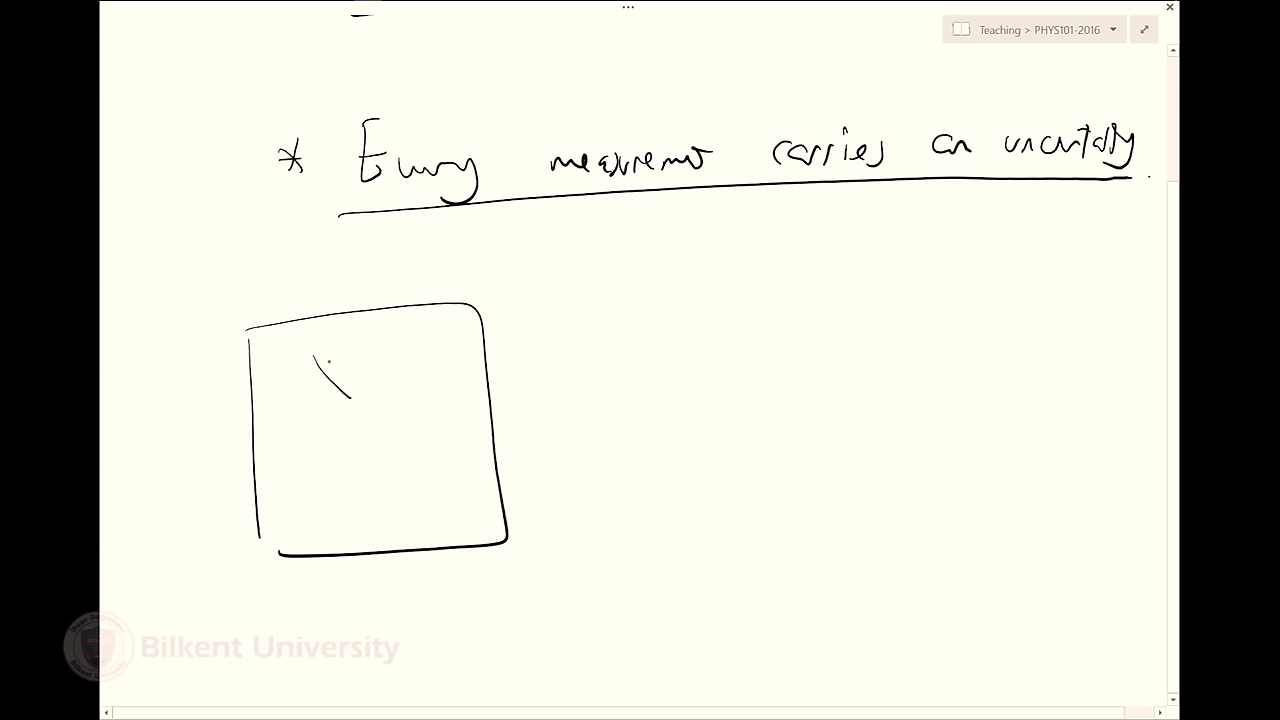 Teaching > PHYS101-2016
* Every measurement carries an uncertainty.
Bilkent University